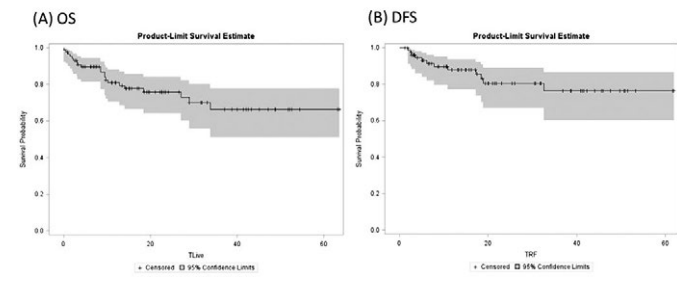 (A) OS
Product-Limit Survival Estimate
1.0
0.8
0.6
0.4
0.2
0.0
Survival Probability
0
20
40
60
TLive
+ Censored 95% Confidence Limits
(B) DFS
Product-Limit Survival Estimate
1.0
0.8
0.6
0.4
0.2
0.0
Survival Probability
0
20
40
60
TRF
+ Censored 95% Confidence Limits